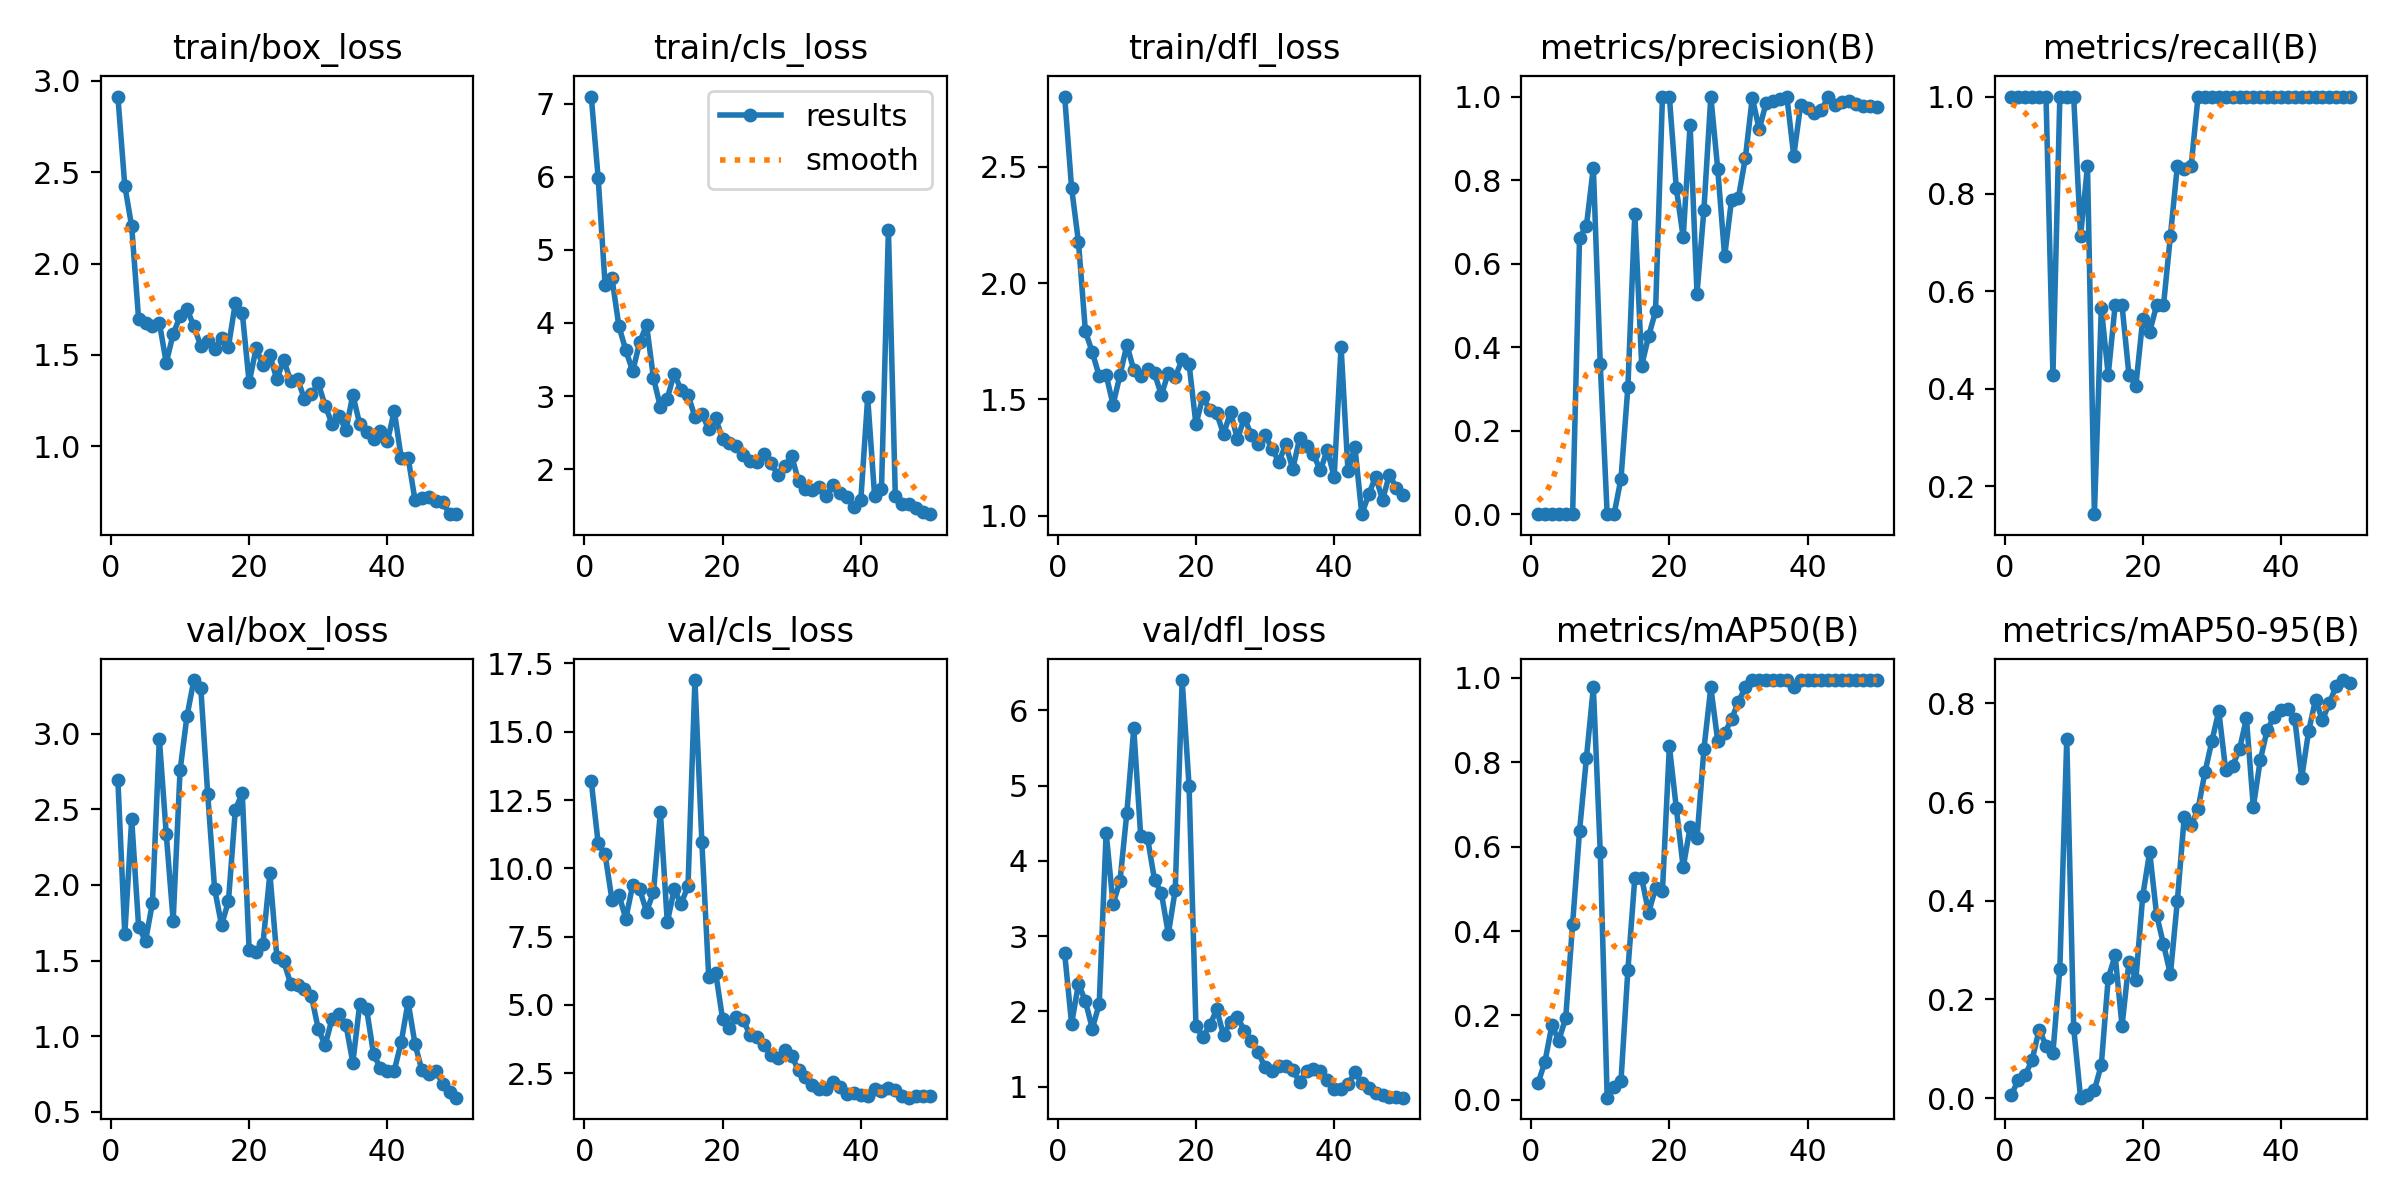 train/box_loss
3.0
2.5
2.0
1.5
1.0
0 20 40
train/cls_loss
results
smooth
7
6
5
4
3
2
0 20 40
train/dfl_loss
2.5
2.0
1.5
1.0
0 20 40
metrics/precision(B)
1.0
0.8
0.6
0.4
0.2
0.0
0 20 40
metrics/recall(B)
1.0
0.8
0.6
0.4
0.2
0 20 40
val/box_loss
3.0
2.5
2.0
1.5
1.0
0.5
0 20 40
val/cls_loss
17.5
15.0
12.5
10.0
7.5
5.0
2.5
0 20 40
val/dfl_loss
6
5
4
3
2
1
0 20 40
metrics/mAP50(B)
1.0
0.8
0.6
0.4
0.2
0.0
0 20 40
metrics/mAP50-95(B)
0.8
0.6
0.4
0.2
0.0
0 20 40